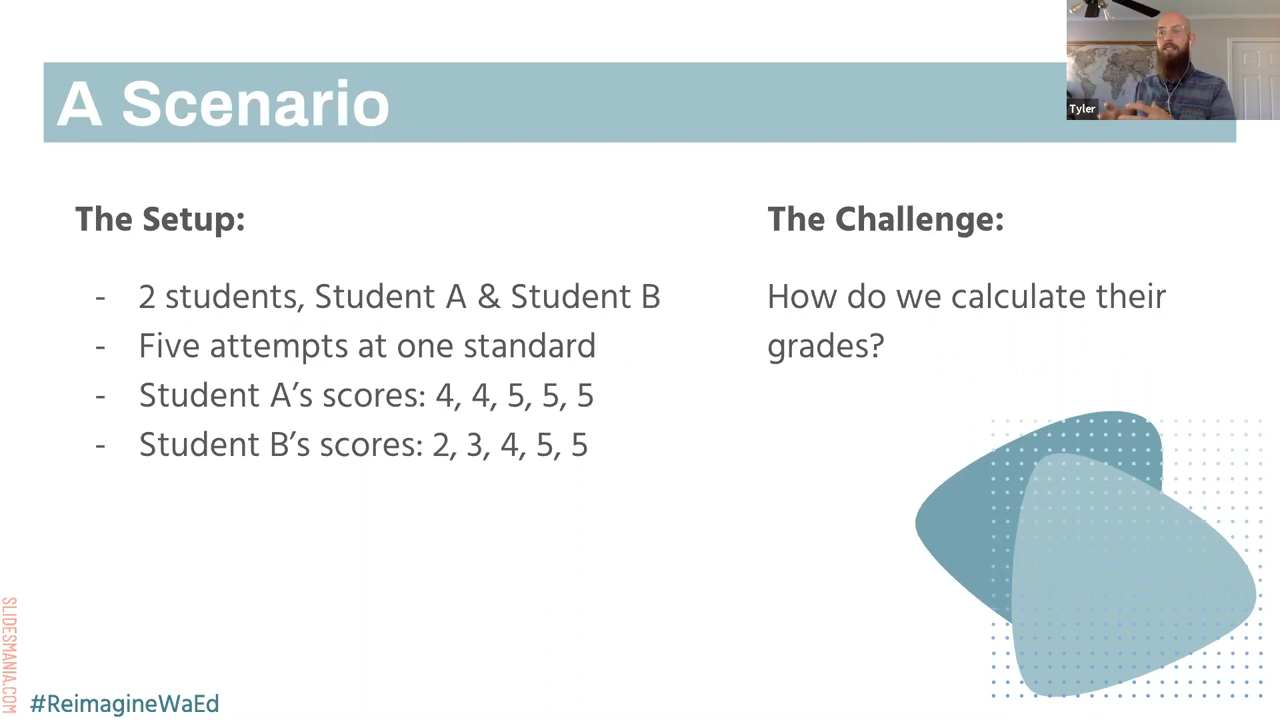 A Scenario
Tyler
The Setup:
- 2 students, Student A & Student B
- Five attempts at one standard
- Student A’s scores: 4, 4, 5, 5, 5
- Student B’s scores: 2, 3, 4, 5, 5
The Challenge:
How do we calculate their
grades?
SLIDESMANIA.COM
#ReimagineWaEd